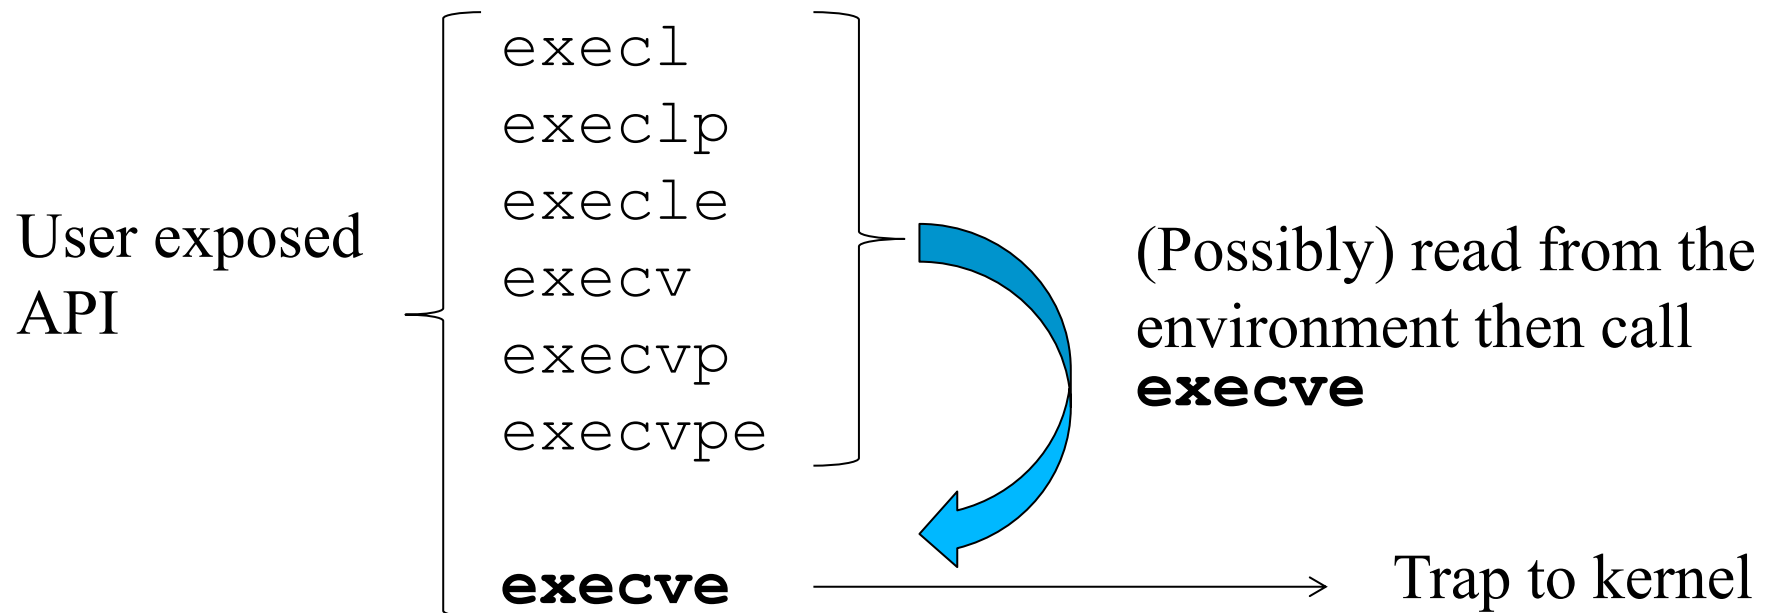 User exposed
API
execl
execlp
execle
execv
execvp
execvpe
execve
(Possibly) read from the
environment then call
execve
Trap to kernel